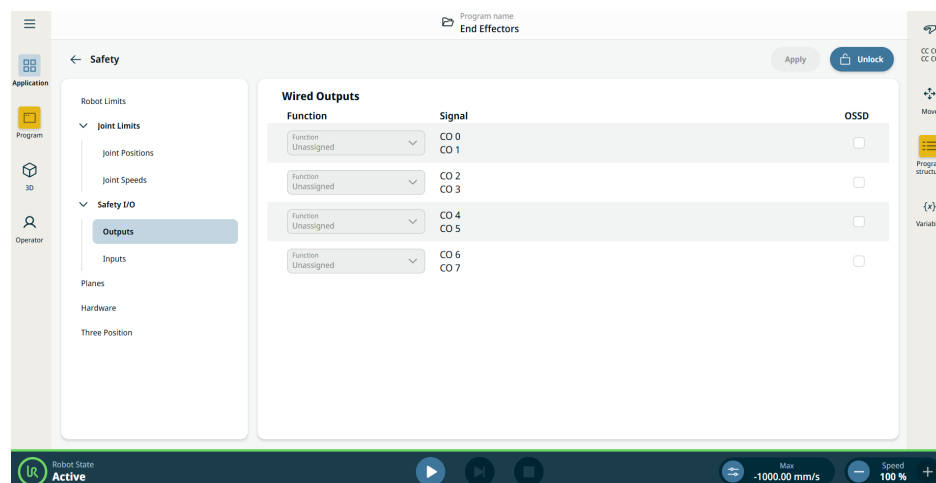 Program name
End Effectors
Safety
Apply
Unlock
Application
Program
3D
Operator
Robot Limits
Joint Limits
Joint Positions
Joint Speeds
Safety I/O
Outputs
Inputs
Planes
Hardware
Three Position
Wired Outputs
Function Signal OSSD
Function
Unassigned
CO 0
CO 1
Function
Unassigned
CO 2
CO 3
Function
Unassigned
CO 4
CO 5
Function
Unassigned
CO 6
CO 7
Move
{x}
Robot State
Active
Max
-1000.00 mm/s
Speed
100 %